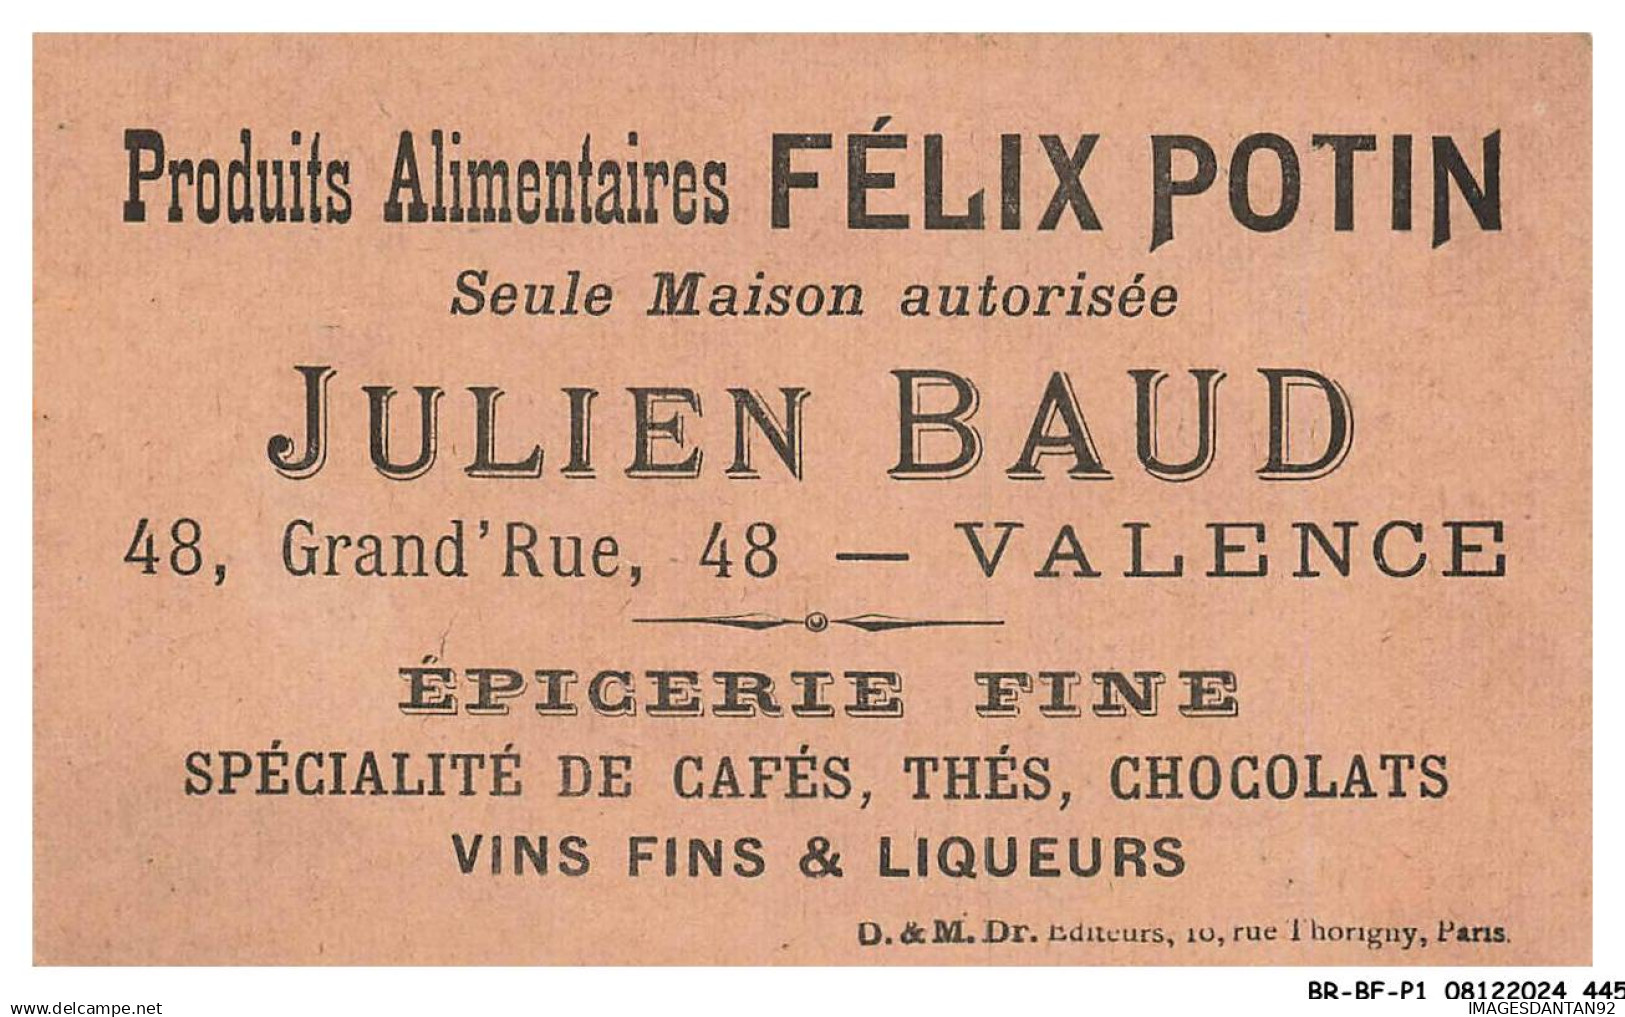 Produits Alimentaires FÉLIX POTIN
Seule Maison autorisée
JULIEN BAUD
48, Grand'Rue, 48 — VALENCE
ÉPICERIE FINE
SPÉCIALITÉ DE CAFÉS, THÉS, CHOCOLATS
VINS FINS & LIQUEURS
D. & M. Dr. Editeurs, 10, rue Thorigny, Paris.
BR-BF-P1 08122024 445
delcampe.net
IMAGESDANTAN92